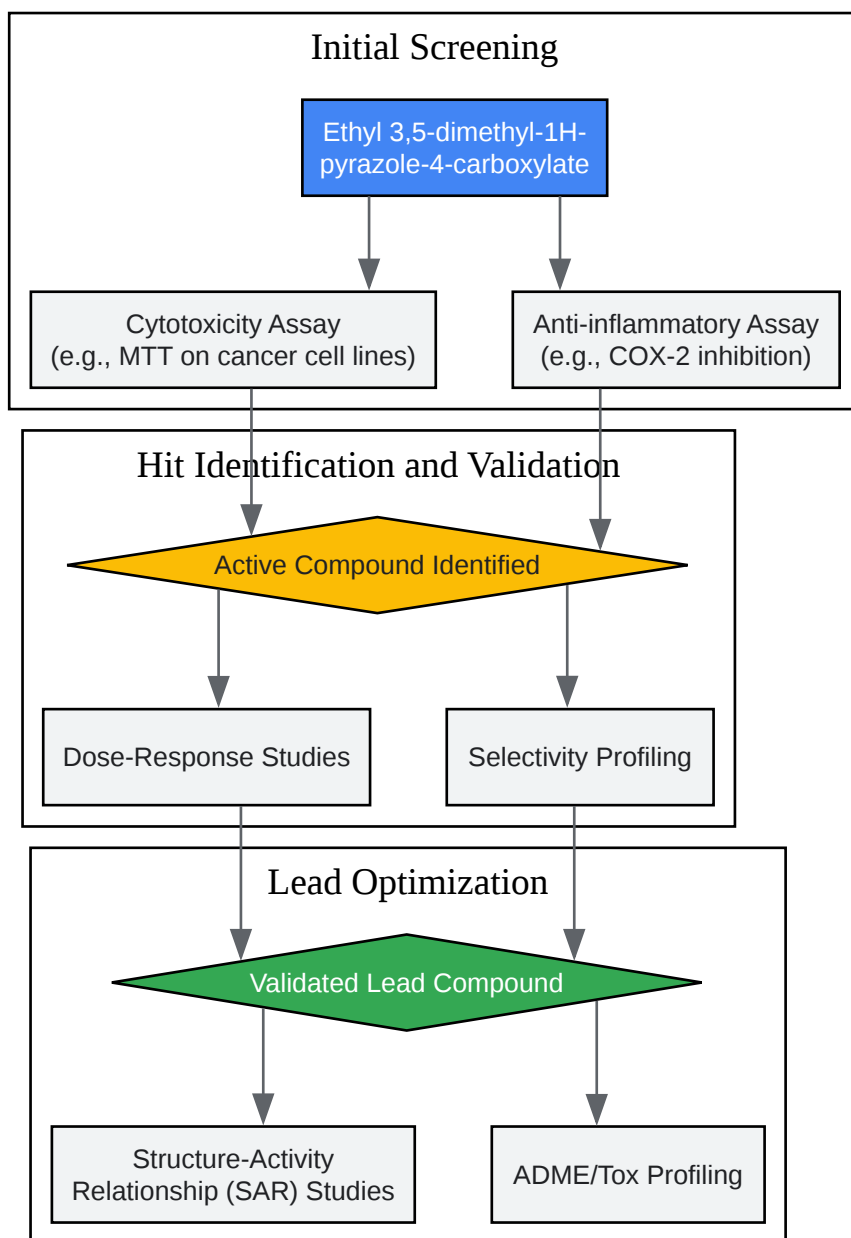 Initial Screening
Ethyl 3,5-dimethyl-1H-
pyrazole-4-carboxylate
Cytotoxicity Assay
(e.g., MTT on cancer cell lines)
Anti-inflammatory Assay
(e.g., COX-2 inhibition)
Hit Identification and Validation
Active Compound Identified
Dose-Response Studies
Selectivity Profiling
Lead Optimization
Validated Lead Compound
Structure-Activity
Relationship (SAR) Studies
ADME/Tox Profiling